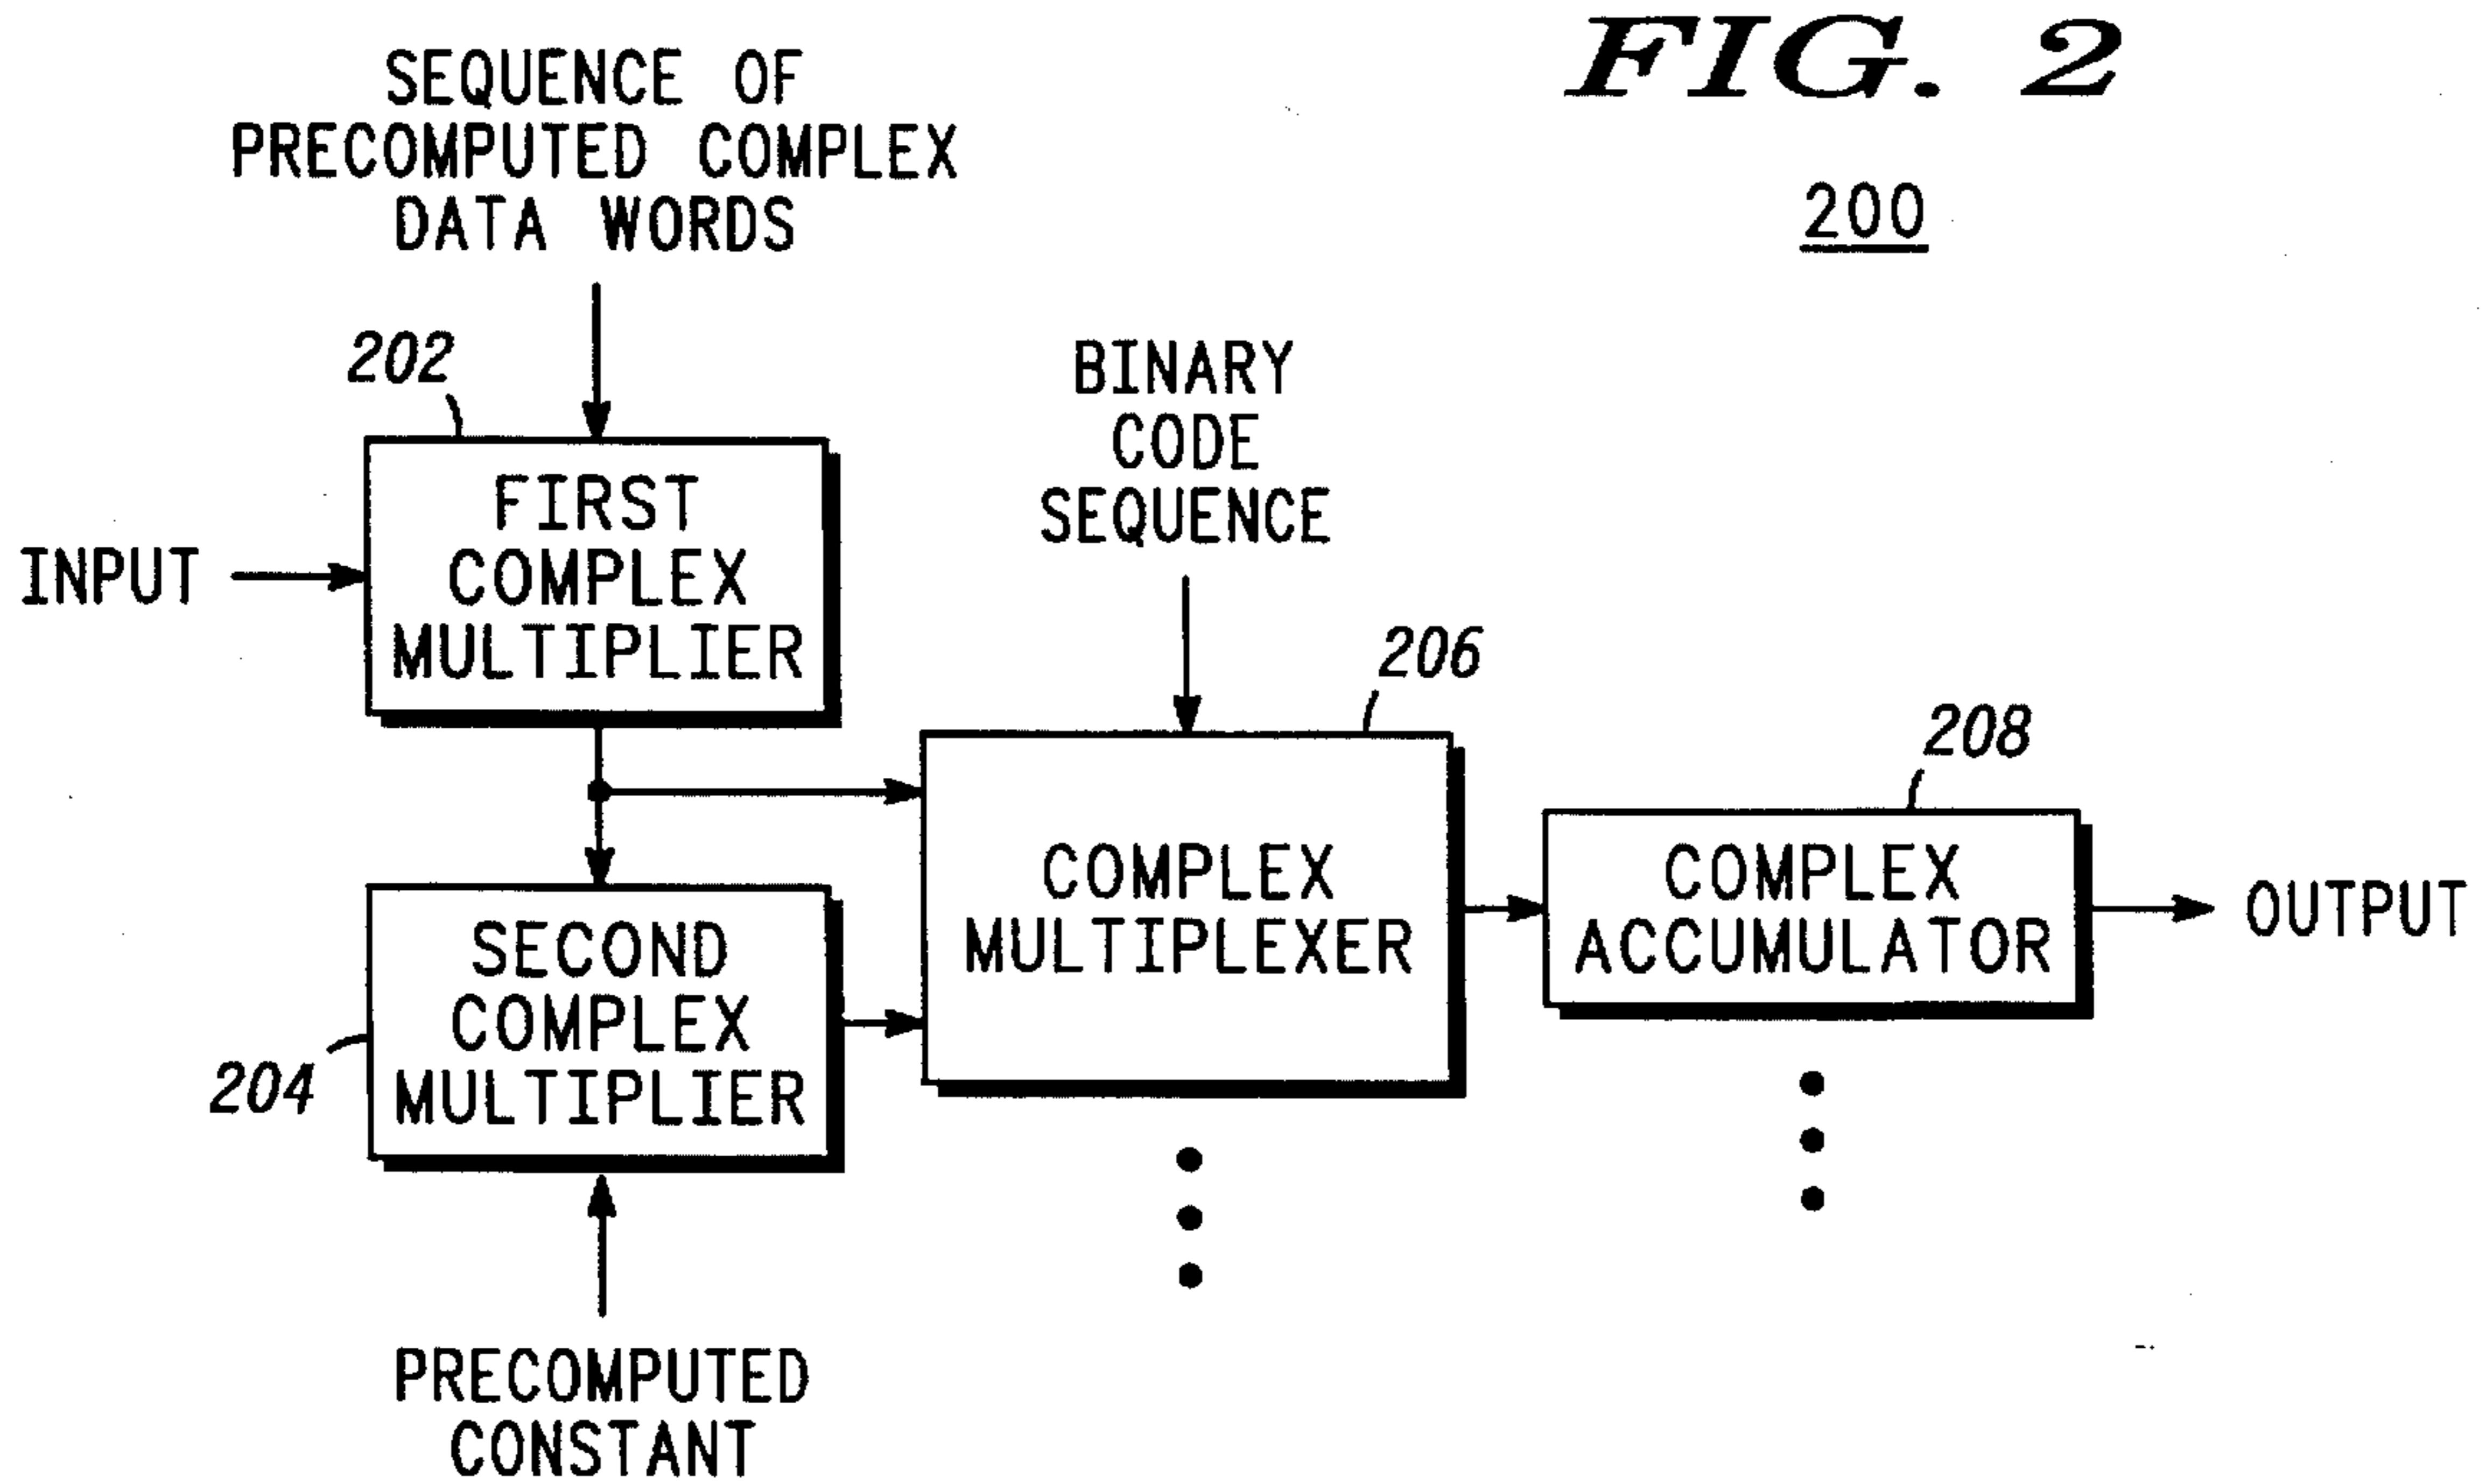 FIG. 2
200
SEQUENCE OF
PRECOMPUTED COMPLEX
DATA WORDS
202
BINARY
CODE
SEQUENCE
INPUT
FIRST
COMPLEX
MULTIPLIER
206
208
COMPLEX
MULTIPLEXER
COMPLEX
ACCUMULATOR
OUTPUT
SECOND
COMPLEX
MULTIPLIER
204
PRECOMPUTED
CONSTANT